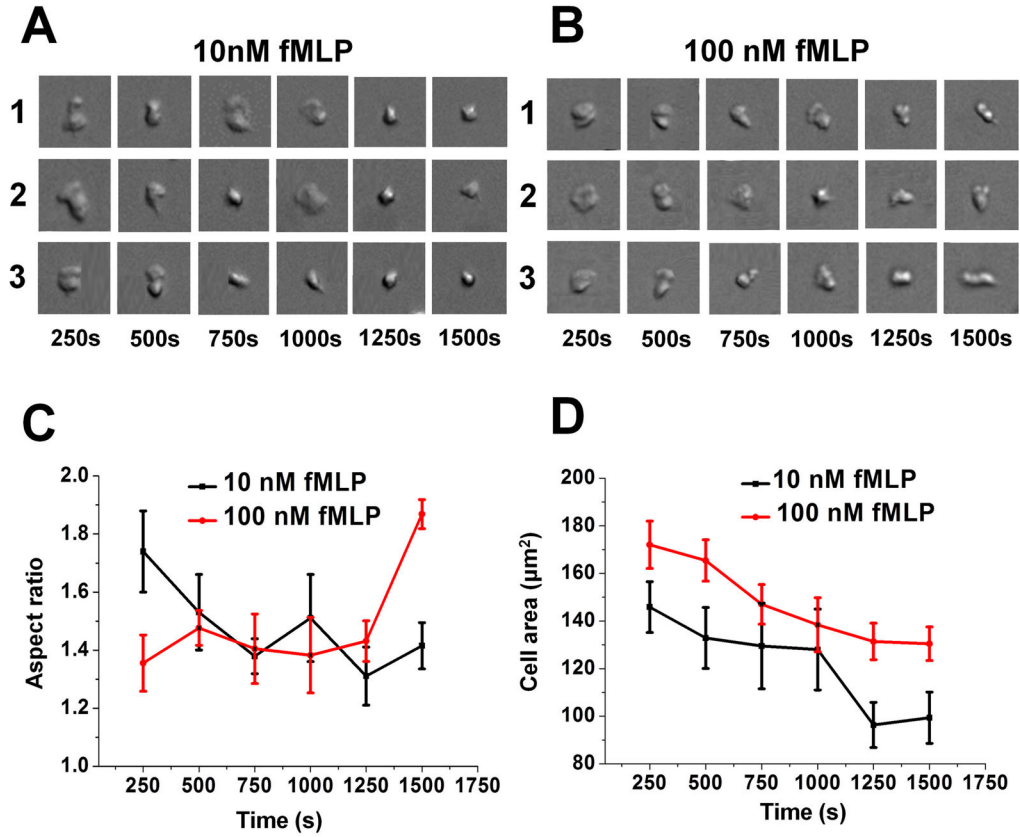 A
10nM fMLP
1
2
3
250s 500s 750s 1000s 1250s 1500s
B
100 nM fMLP
1
2
3
250s 500s 750s 1000s 1250s 1500s
C
2.0
1.8
1.6
1.4
1.2
1.0
Aspect ratio
10 nM fMLP
100 nM fMLP
250 500 750 1000 1250 1500 1750
Time (s)
D
200
180
160
140
120
100
80
Cell area (μm²)
10 nM fMLP
100 nM fMLP
250 500 750 1000 1250 1500 1750
Time (s)